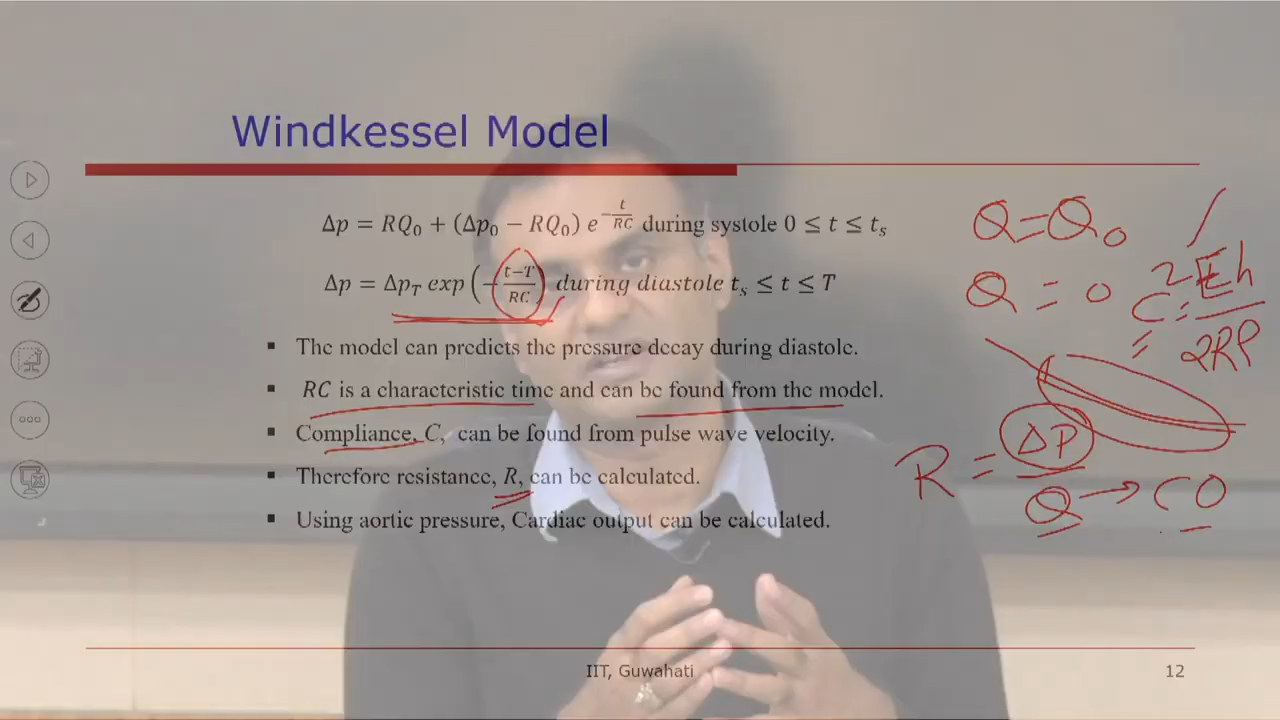 Windkessel Model
Δp = RQ₀ + (Δp₀ − RQ₀) e^(−t/RC) during systole 0 ≤ t ≤ tₛ
Δp = Δp_T exp (−(t−T)/RC) during diastole tₛ ≤ t ≤ T
▪ The model can predicts the pressure decay during diastole.
▪ RC is a characteristic time and can be found from the model.
▪ Compliance, C, can be found from pulse wave velocity.
▪ Therefore resistance, R, can be calculated.
▪ Using aortic pressure, Cardiac output can be calculated.
Q = Q₀
Q = 0
Eh
C =
2Rρ
R = ΔP
Q → CO
IIT, Guwahati
12